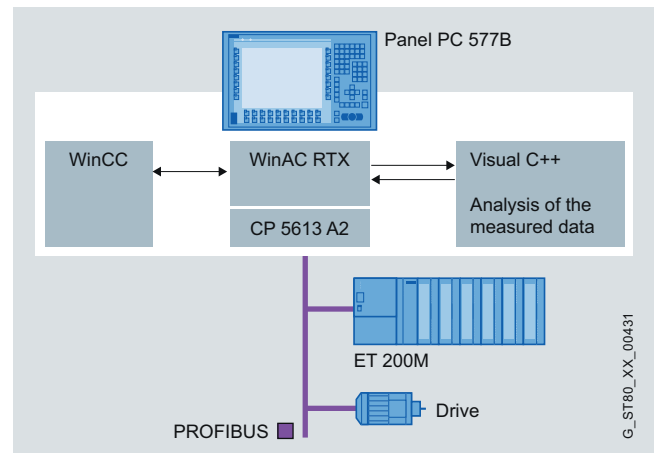 Panel PC 577B
WinCC
WinAC RTX
Visual C++
Analysis of the
measured data
CP 5613 A2
ET 200M
Drive
PROFIBUS
G_ST80_XX_00431